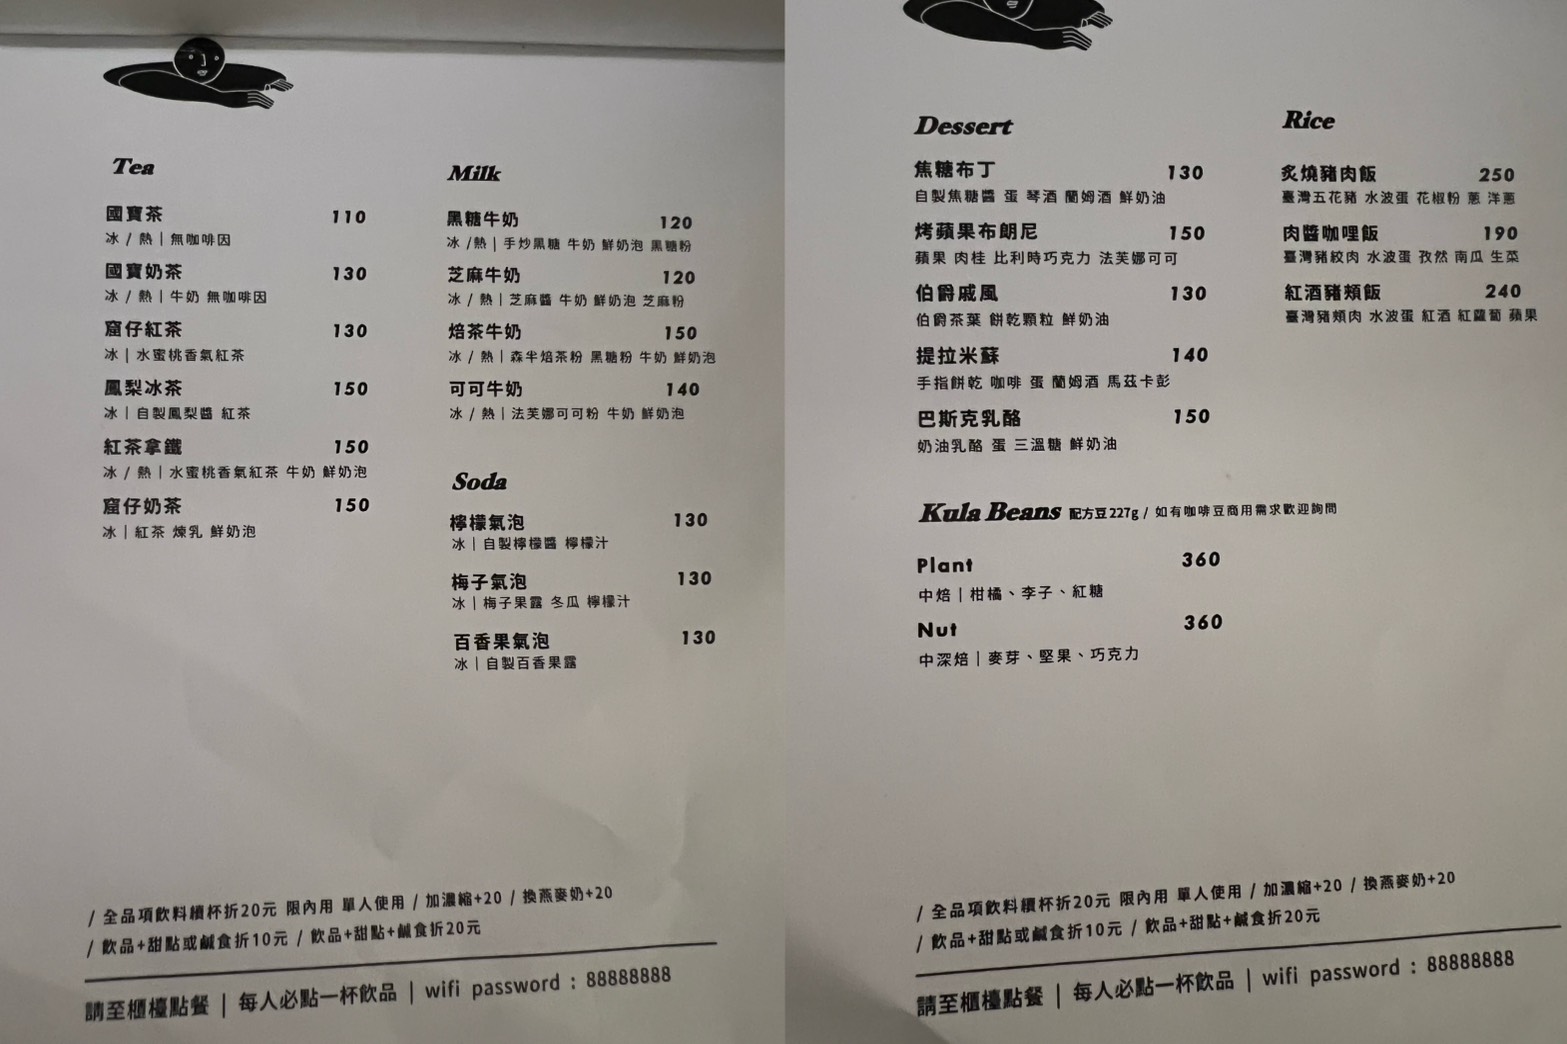 Tea
國寶茶 110
冰 / 熱 | 無咖啡因
國寶奶茶 130
冰 / 熱 | 牛奶 無咖啡因
窟仔紅茶 130
冰 | 水蜜桃香氣紅茶
鳳梨冰茶 150
冰 | 自製鳳梨醬 紅茶
紅茶拿鐵 150
冰 / 熱 | 水蜜桃香氣紅茶 牛奶 鮮奶泡
窟仔奶茶 150
冰 | 紅茶 煉乳 鮮奶泡
Milk
黑糖牛奶 120
冰 /熱 | 手炒黑糖 牛奶 鮮奶泡 黑糖粉
芝麻牛奶 120
冰 / 熱 | 芝麻醬 牛奶 鮮奶泡 芝麻粉
焙茶牛奶 150
冰 / 熱 | 森半焙茶粉 黑糖粉 牛奶 鮮奶泡
可可牛奶 140
冰 / 熱 | 法芙娜可可粉 牛奶 鮮奶泡
Soda
檸檬氣泡 130
冰 | 自製檸檬醬 檸檬汁
梅子氣泡 130
冰 | 梅子果露 冬瓜 檸檬汁
百香果氣泡 130
冰 | 自製百香果露
/ 全品項飲料續杯折20元 限內用 單人使用 / 加濃縮+20 / 換燕麥奶+20
/ 飲品+甜點或鹹食折10元 / 飲品+甜點+鹹食折20元
請至櫃檯點餐 | 每人必點一杯飲品 | wifi password : 88888888
Dessert
焦糖布丁 130
自製焦糖醬 蛋 琴酒 蘭姆酒 鮮奶油
烤蘋果布朗尼 150
蘋果 肉桂 比利時巧克力 法芙娜可可
伯爵戚風 130
伯爵茶葉 餅乾顆粒 鮮奶油
提拉米蘇 140
手指餅乾 咖啡 蛋 蘭姆酒 馬茲卡彭
巴斯克乳酪 150
奶油乳酪 蛋 三溫糖 鮮奶油
Rice
炙燒豬肉飯 250
臺灣五花豬 水波蛋 花椒粉 蔥 洋蔥
肉醬咖哩飯 190
臺灣豬絞肉 水波蛋 孜然 南瓜 生菜
紅酒豬頰飯 240
臺灣豬頰肉 水波蛋 紅酒 紅蘿蔔 蘋果
Kula Beans 配方豆227g / 如有咖啡豆商用需求歡迎詢問
Plant 360
中焙 | 柑橘、李子、紅糖
Nut 360
中深焙 | 麥芽、堅果、巧克力
/ 全品項飲料續杯折20元 限內用 單人使用 / 加濃縮+20 / 換燕麥奶+20
/ 飲品+甜點或鹹食折10元 / 飲品+甜點+鹹食折20元
請至櫃檯點餐 | 每人必點一杯飲品 | wifi password : 88888888